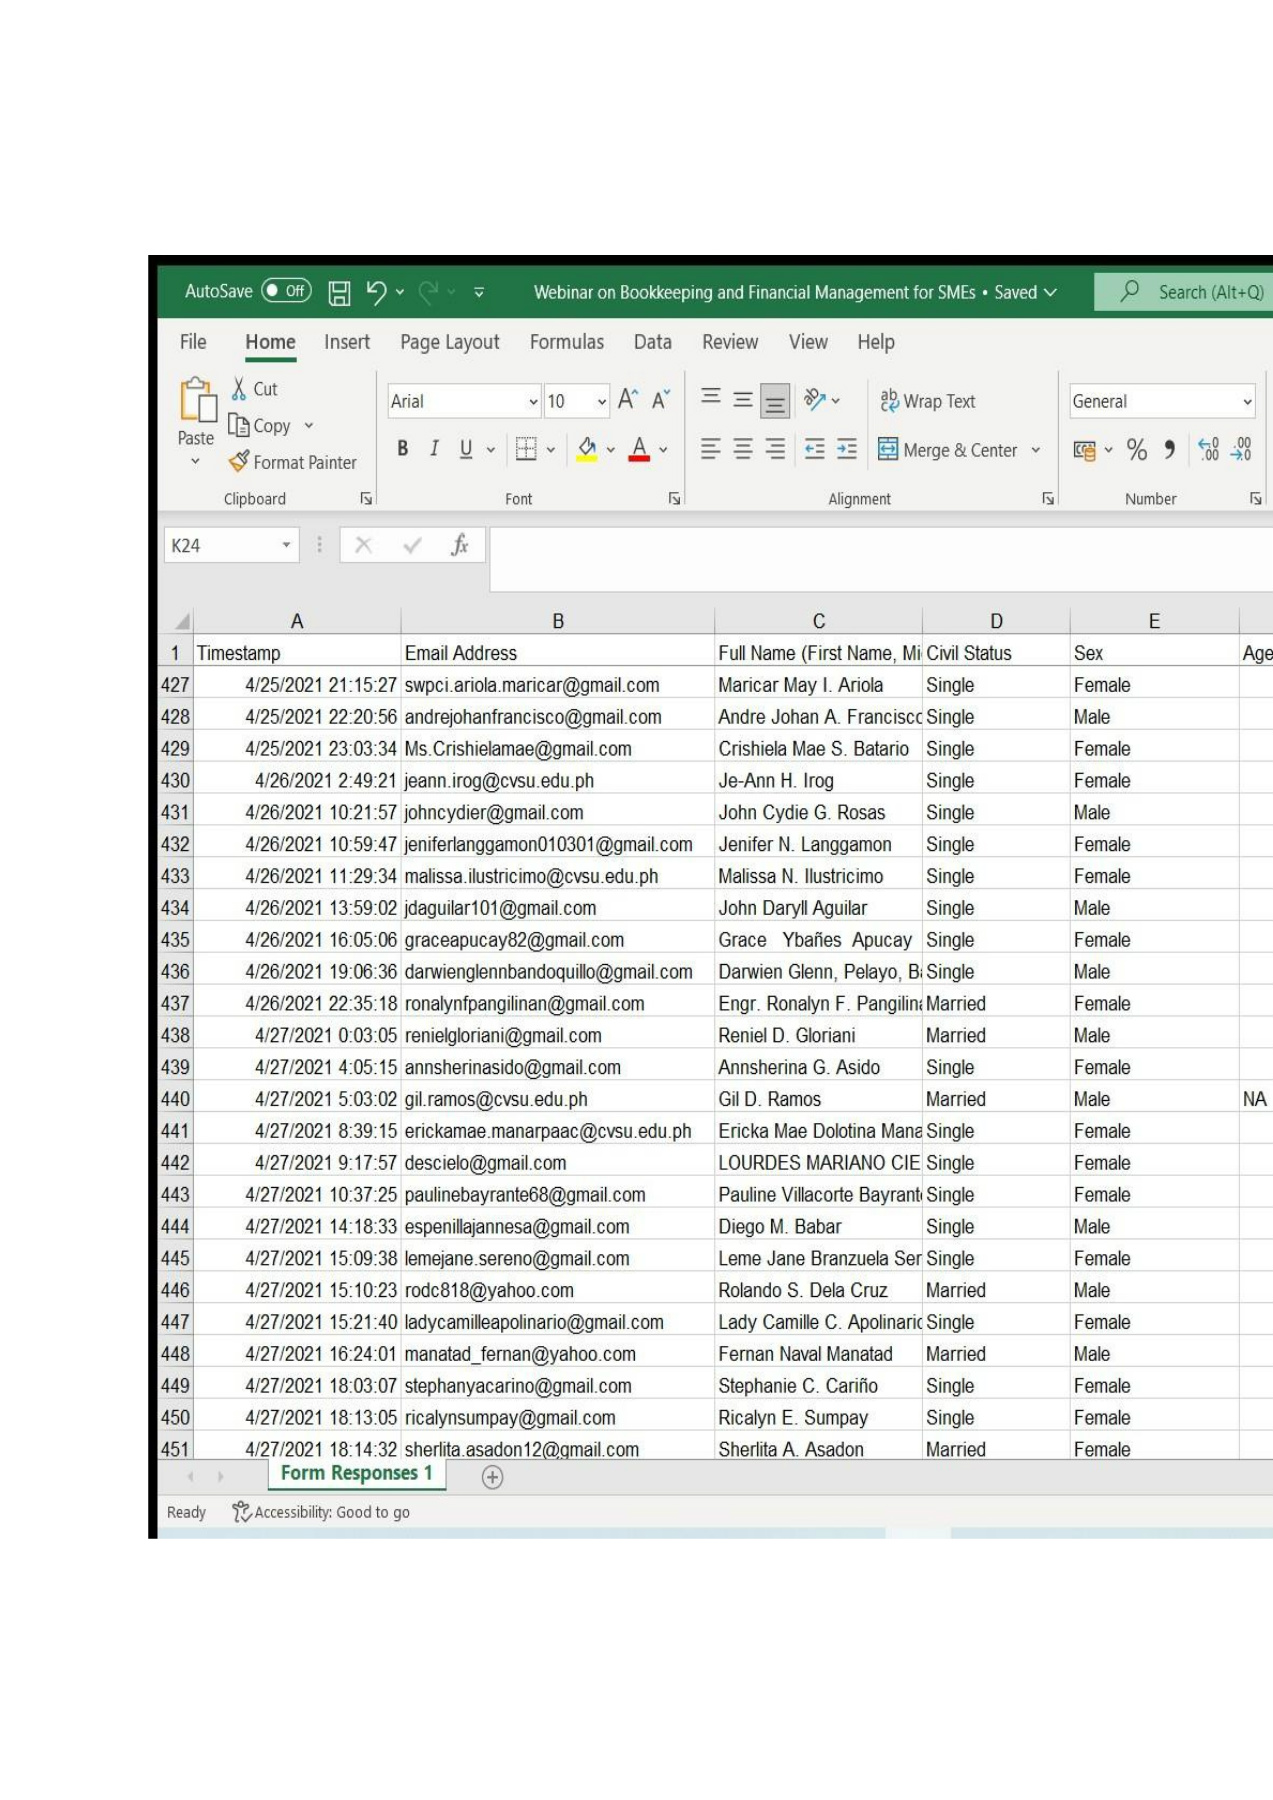 AutoSave Off Webinar on Bookkeeping and Financial Management for SMEs • Saved Search (Alt+Q)
File Home Insert Page Layout Formulas Data Review View Help
Paste Cut Copy Format Painter
Arial 10 A A Wrap Text General
B I U A Merge & Center % 9 .00 .00
Clipboard Font Alignment Number
K24 fx
A B C D E
1 Timestamp Email Address Full Name (First Name, Mi Civil Status Sex Age
427 4/25/2021 21:15:27 swpci.ariola.maricar@gmail.com Maricar May I. Ariola Single Female
428 4/25/2021 22:20:56 andrejohanfrancisco@gmail.com Andre Johan A. Francisco Single Male
429 4/25/2021 23:03:34 Ms.Crishielamae@gmail.com Crishiela Mae S. Batario Single Female
430 4/26/2021 2:49:21 jeann.irog@cvsu.edu.ph Je-Ann H. Irog Single Female
431 4/26/2021 10:21:57 johncydier@gmail.com John Cydie G. Rosas Single Male
432 4/26/2021 10:59:47 jeniferlanggamon010301@gmail.com Jenifer N. Langgamon Single Female
433 4/26/2021 11:29:34 malissa.ilustricimo@cvsu.edu.ph Malissa N. Ilustricimo Single Female
434 4/26/2021 13:59:02 jdaguilar101@gmail.com John Daryll Aguilar Single Male
435 4/26/2021 16:05:06 graceapucay82@gmail.com Grace Ybañes Apucay Single Female
436 4/26/2021 19:06:36 darwienglennbandoquillo@gmail.com Darwien Glenn, Pelayo, Ba Single Male
437 4/26/2021 22:35:18 ronalynfpangilinan@gmail.com Engr. Ronalyn F. Pangilina Married Female
438 4/27/2021 0:03:05 renielgloriani@gmail.com Reniel D. Gloriani Married Male
439 4/27/2021 4:05:15 annsherinasido@gmail.com Annsherina G. Asido Single Female
440 4/27/2021 5:03:02 gil.ramos@cvsu.edu.ph Gil D. Ramos Married Male NA
441 4/27/2021 8:39:15 erickamae.manarpaac@cvsu.edu.ph Ericka Mae Dolotina Mana Single Female
442 4/27/2021 9:17:57 descielo@gmail.com LOURDES MARIANO CIE Single Female
443 4/27/2021 10:37:25 paulinebayrante68@gmail.com Pauline Villacorte Bayrante Single Female
444 4/27/2021 14:18:33 espenillajannesa@gmail.com Diego M. Babar Single Male
445 4/27/2021 15:09:38 lemejane.sereno@gmail.com Leme Jane Branzuela Ser Single Female
446 4/27/2021 15:10:23 rodc818@yahoo.com Rolando S. Dela Cruz Married Male
447 4/27/2021 15:21:40 ladycamilleapolinario@gmail.com Lady Camille C. Apolinaric Single Female
448 4/27/2021 16:24:01 manatad_fernan@yahoo.com Fernan Naval Manatad Married Male
449 4/27/2021 18:03:07 stephanyacarino@gmail.com Stephanie C. Cariño Single Female
450 4/27/2021 18:13:05 ricalynsumpay@gmail.com Ricalyn E. Sumpay Single Female
451 4/27/2021 18:14:32 sherlita.asadon12@gmail.com Sherlita A. Asadon Married Female
Form Responses 1
Ready Accessibility: Good to go